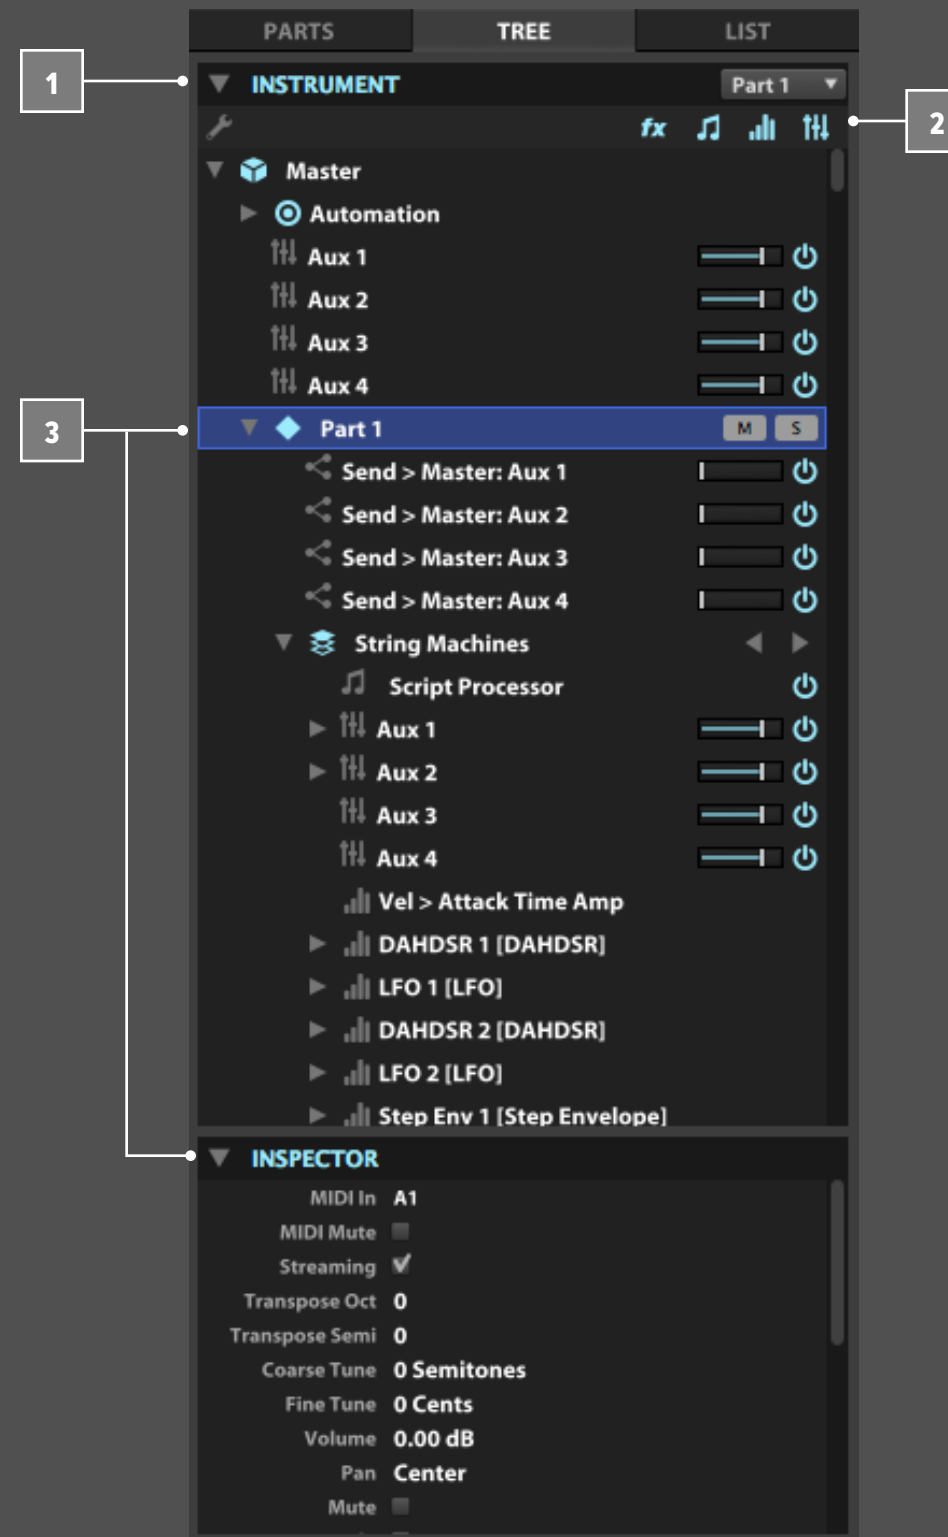 PARTS TREE LIST
1 INSTRUMENT Part 1
fx 2
Master
Automation
Aux 1
Aux 2
Aux 3
Aux 4
3 Part 1 M S
Send > Master: Aux 1
Send > Master: Aux 2
Send > Master: Aux 3
Send > Master: Aux 4
String Machines
Script Processor
Aux 1
Aux 2
Aux 3
Aux 4
Vel > Attack Time Amp
DAHDSR 1 [DAHDSR]
LFO 1 [LFO]
DAHDSR 2 [DAHDSR]
LFO 2 [LFO]
Step Env 1 [Step Envelope]
INSPECTOR
MIDI In A1
MIDI Mute
Streaming
Transpose Oct 0
Transpose Semi 0
Coarse Tune 0 Semitones
Fine Tune 0 Cents
Volume 0.00 dB
Pan Center
Mute